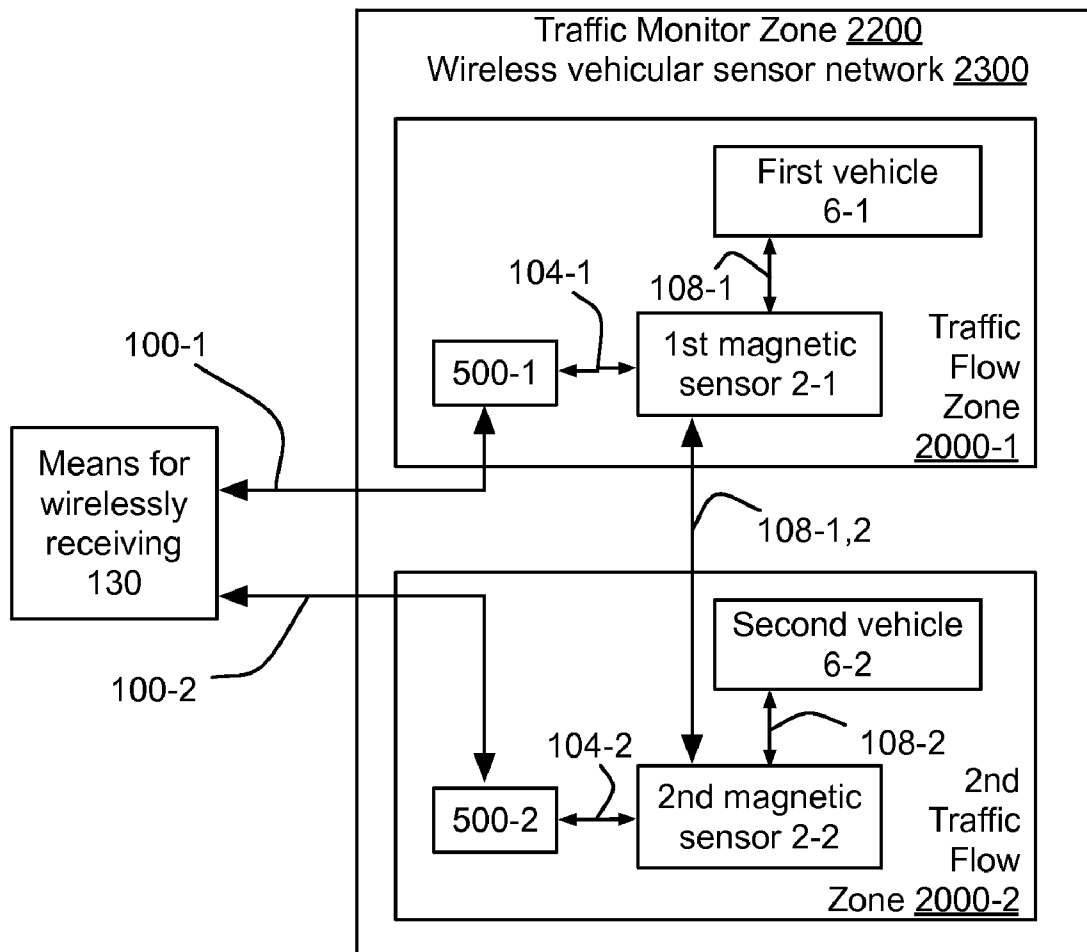 Traffic Monitor Zone 2200
Wireless vehicular sensor network 2300
First vehicle
6-1
104-1
108-1
100-1
500-1
1st magnetic
sensor 2-1
Traffic
Flow
Zone
2000-1
Means for
wirelessly
receiving
130
108-1,2
Second vehicle
6-2
100-2
104-2
108-2
500-2
2nd magnetic
sensor 2-2
2nd
Traffic
Flow
Zone 2000-2